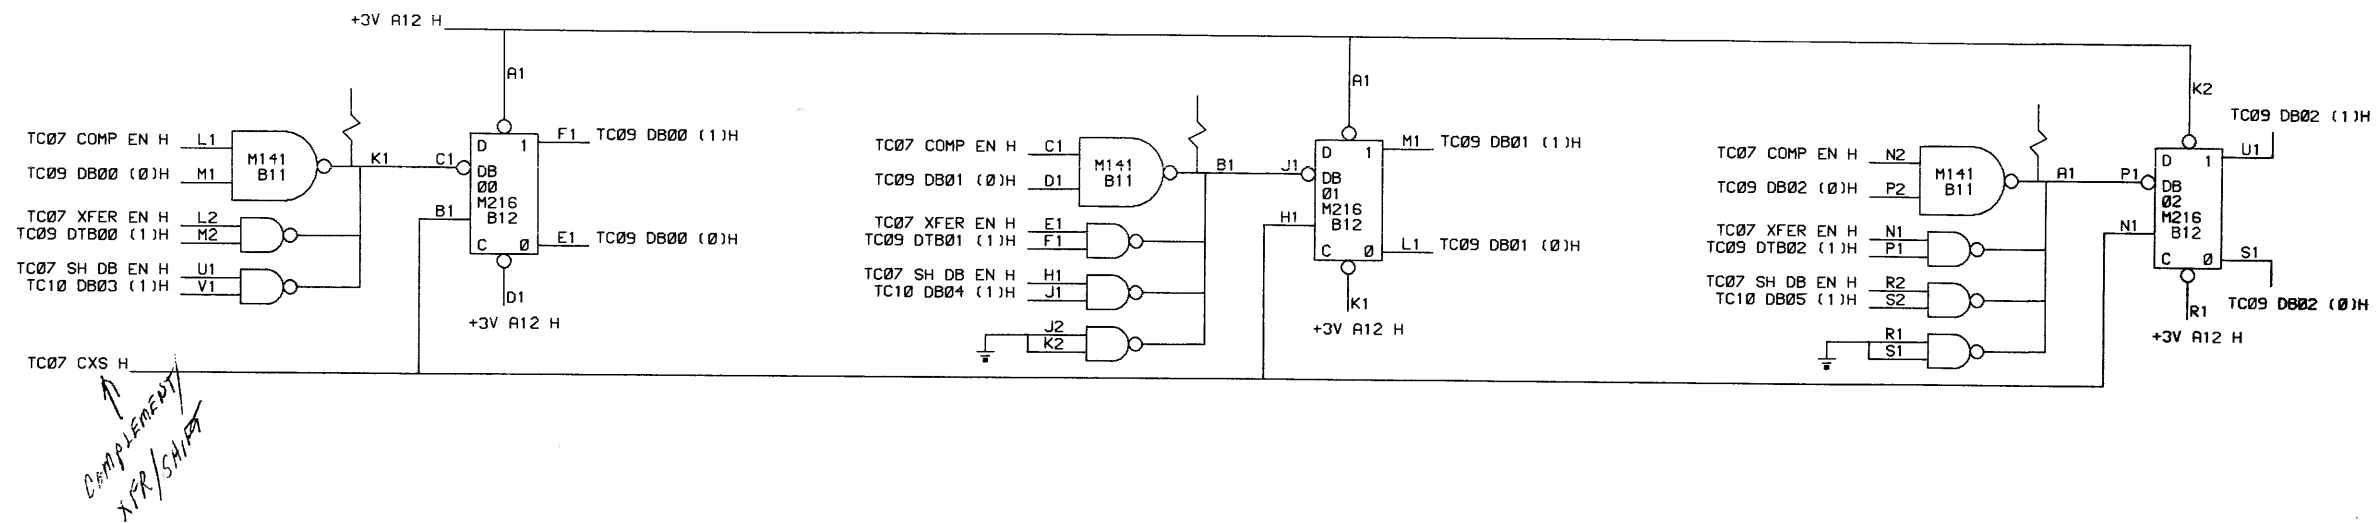 +3V A12 H
A1
TC07 COMP EN H L1
TC09 DB00 (0)H M1
M141
B11
K1
C1
D 1
DB
00
M216
B12
C 0
F1 TC09 DB00 (1)H
E1 TC09 DB00 (0)H
B1
TC07 XFER EN H L2
TC09 DTB00 (1)H M2
TC07 SH DB EN H U1
TC10 DB03 (1)H V1
D1
+3V A12 H
TC07 CXS H
COMPLEMENT/
XFR/SHIFT
A1
TC07 COMP EN H C1
TC09 DB01 (0)H D1
M141
B11
B1
J1
D 1
DB
01
M216
B12
C 0
M1 TC09 DB01 (1)H
L1 TC09 DB01 (0)H
H1
TC07 XFER EN H E1
TC09 DTB01 (1)H F1
TC07 SH DB EN H H1
TC10 DB04 (1)H J1
J2
K2
K1
+3V A12 H
K2
TC07 COMP EN H N2
TC09 DB02 (0)H P2
M141
B11
A1
P1
D 1
DB
02
M216
B12
C 0
TC09 DB02 (1)H
U1
S1
TC09 DB02 (0)H
N1
TC07 XFER EN H N1
TC09 DTB02 (1)H P1
TC07 SH DB EN H R2
TC10 DB05 (1)H S2
R1
S1
R1
+3V A12 H